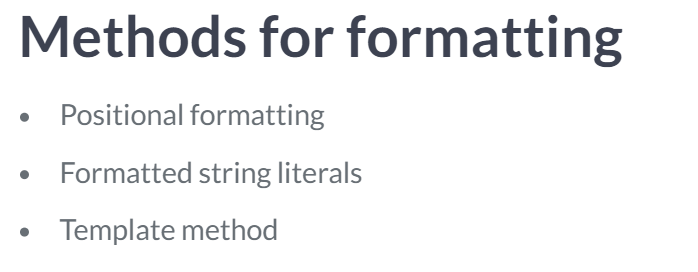 Methods for formatting
• Positional formatting
• Formatted string literals
• Template method